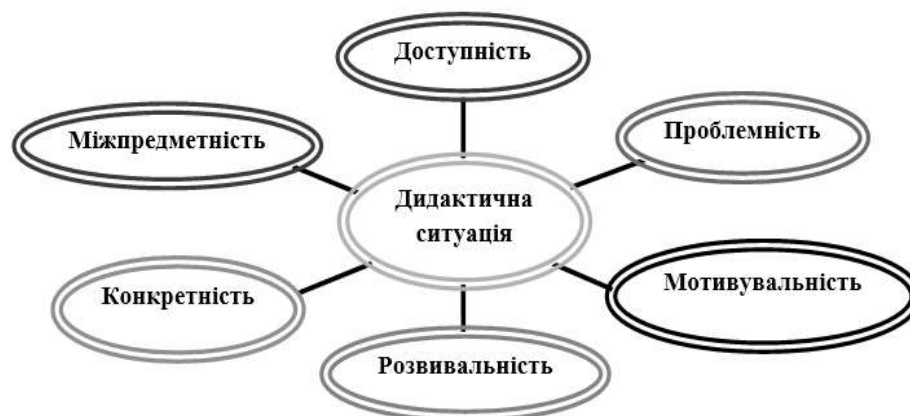 Доступність
Міжпредметність
Проблемність
Дидактична
ситуація
Конкретність
Мотивувальність
Розвивальність